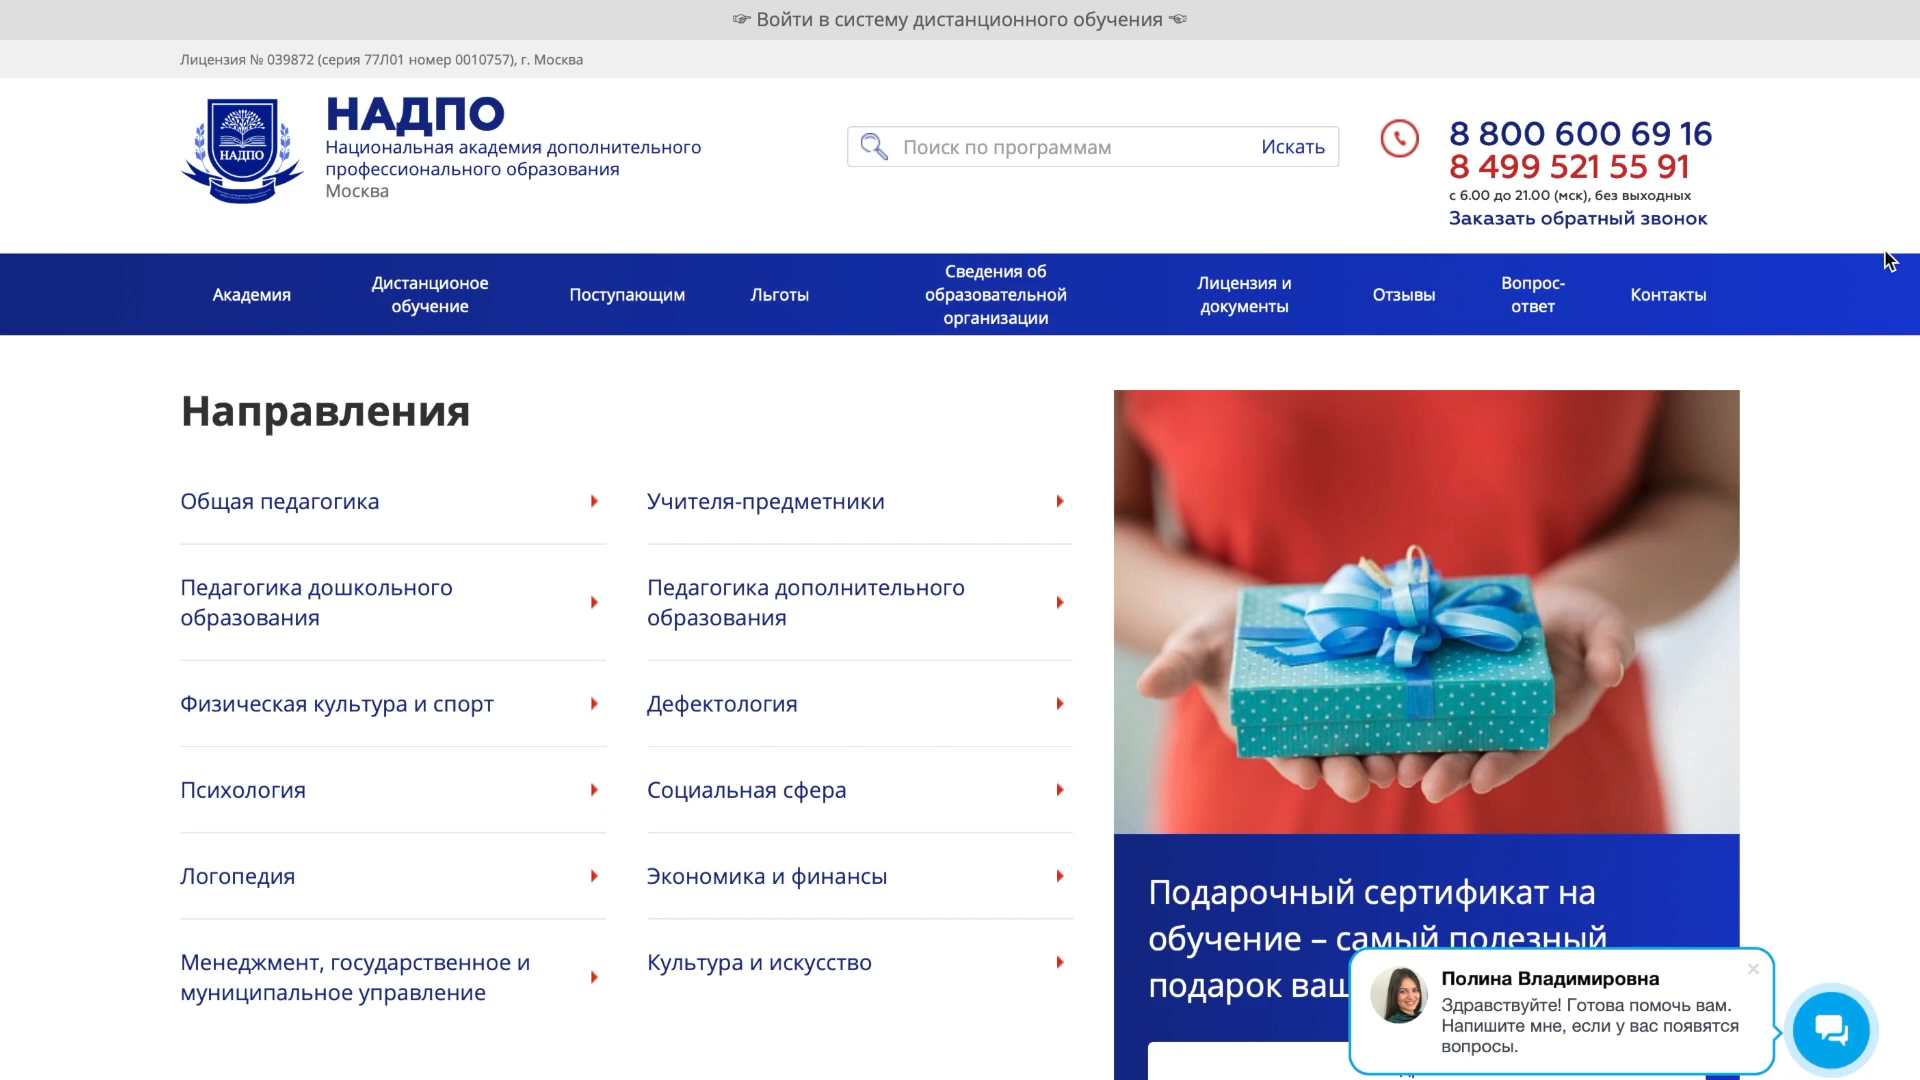 ☞ Войти в систему дистанционного обучения ☜
Лицензия № 039872 (серия 77Л01 номер 0010757), г. Москва
НАДПО
НАДПО
Национальная академия дополнительного
профессионального образования
Москва
Поиск по программам
Искать
8 800 600 69 16
8 499 521 55 91
с 6.00 до 21.00 (мск), без выходных
Заказать обратный звонок
Академия
Дистанционое
обучение
Поступающим
Льготы
Сведения об
образовательной
организации
Лицензия и
документы
Отзывы
Вопрос-
ответ
Контакты
Направления
Общая педагогика
Учителя-предметники
Педагогика дошкольного
образования
Педагогика дополнительного
образования
Физическая культура и спорт
Дефектология
Психология
Социальная сфера
Логопедия
Экономика и финансы
Менеджмент, государственное и
муниципальное управление
Культура и искусство
Подарочный сертификат на
обучение – самый полезный
подарок ваш
Полина Владимировна
Здравствуйте! Готова помочь вам.
Напишите мне, если у вас появятся
вопросы.